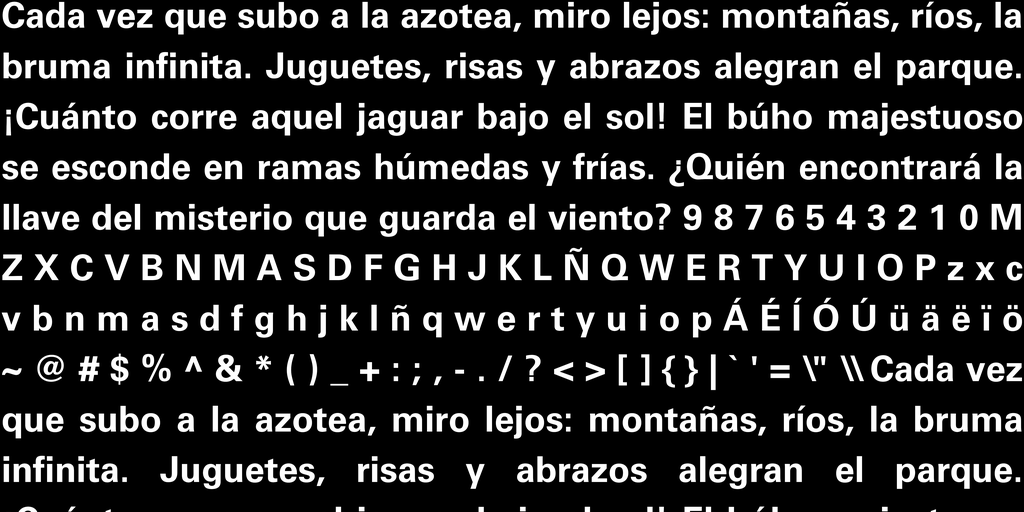 Cada vez que subo a la azotea, miro lejos: montañas, ríos, la
bruma infinita. Juguetes, risas y abrazos alegran el parque.
¡Cuánto corre aquel jaguar bajo el sol! El búho majestuoso
se esconde en ramas húmedas y frías. ¿Quién encontrará la
llave del misterio que guarda el viento? 9 8 7 6 5 4 3 2 1 0 M
Z X C V B N M A S D F G H J K L Ñ Q W E R T Y U I O P z x c
v b n m a s d f g h j k l ñ q w e r t y u i o p Á É Í Ó Ú ü ä ë ï ö
~ @ # $ % ^ & * ( ) _ + : ; , - . / ? < > [ ] { } | ` ' = \" \\ Cada vez
que subo a la azotea, miro lejos: montañas, ríos, la bruma
infinita. Juguetes, risas y abrazos alegran el parque.